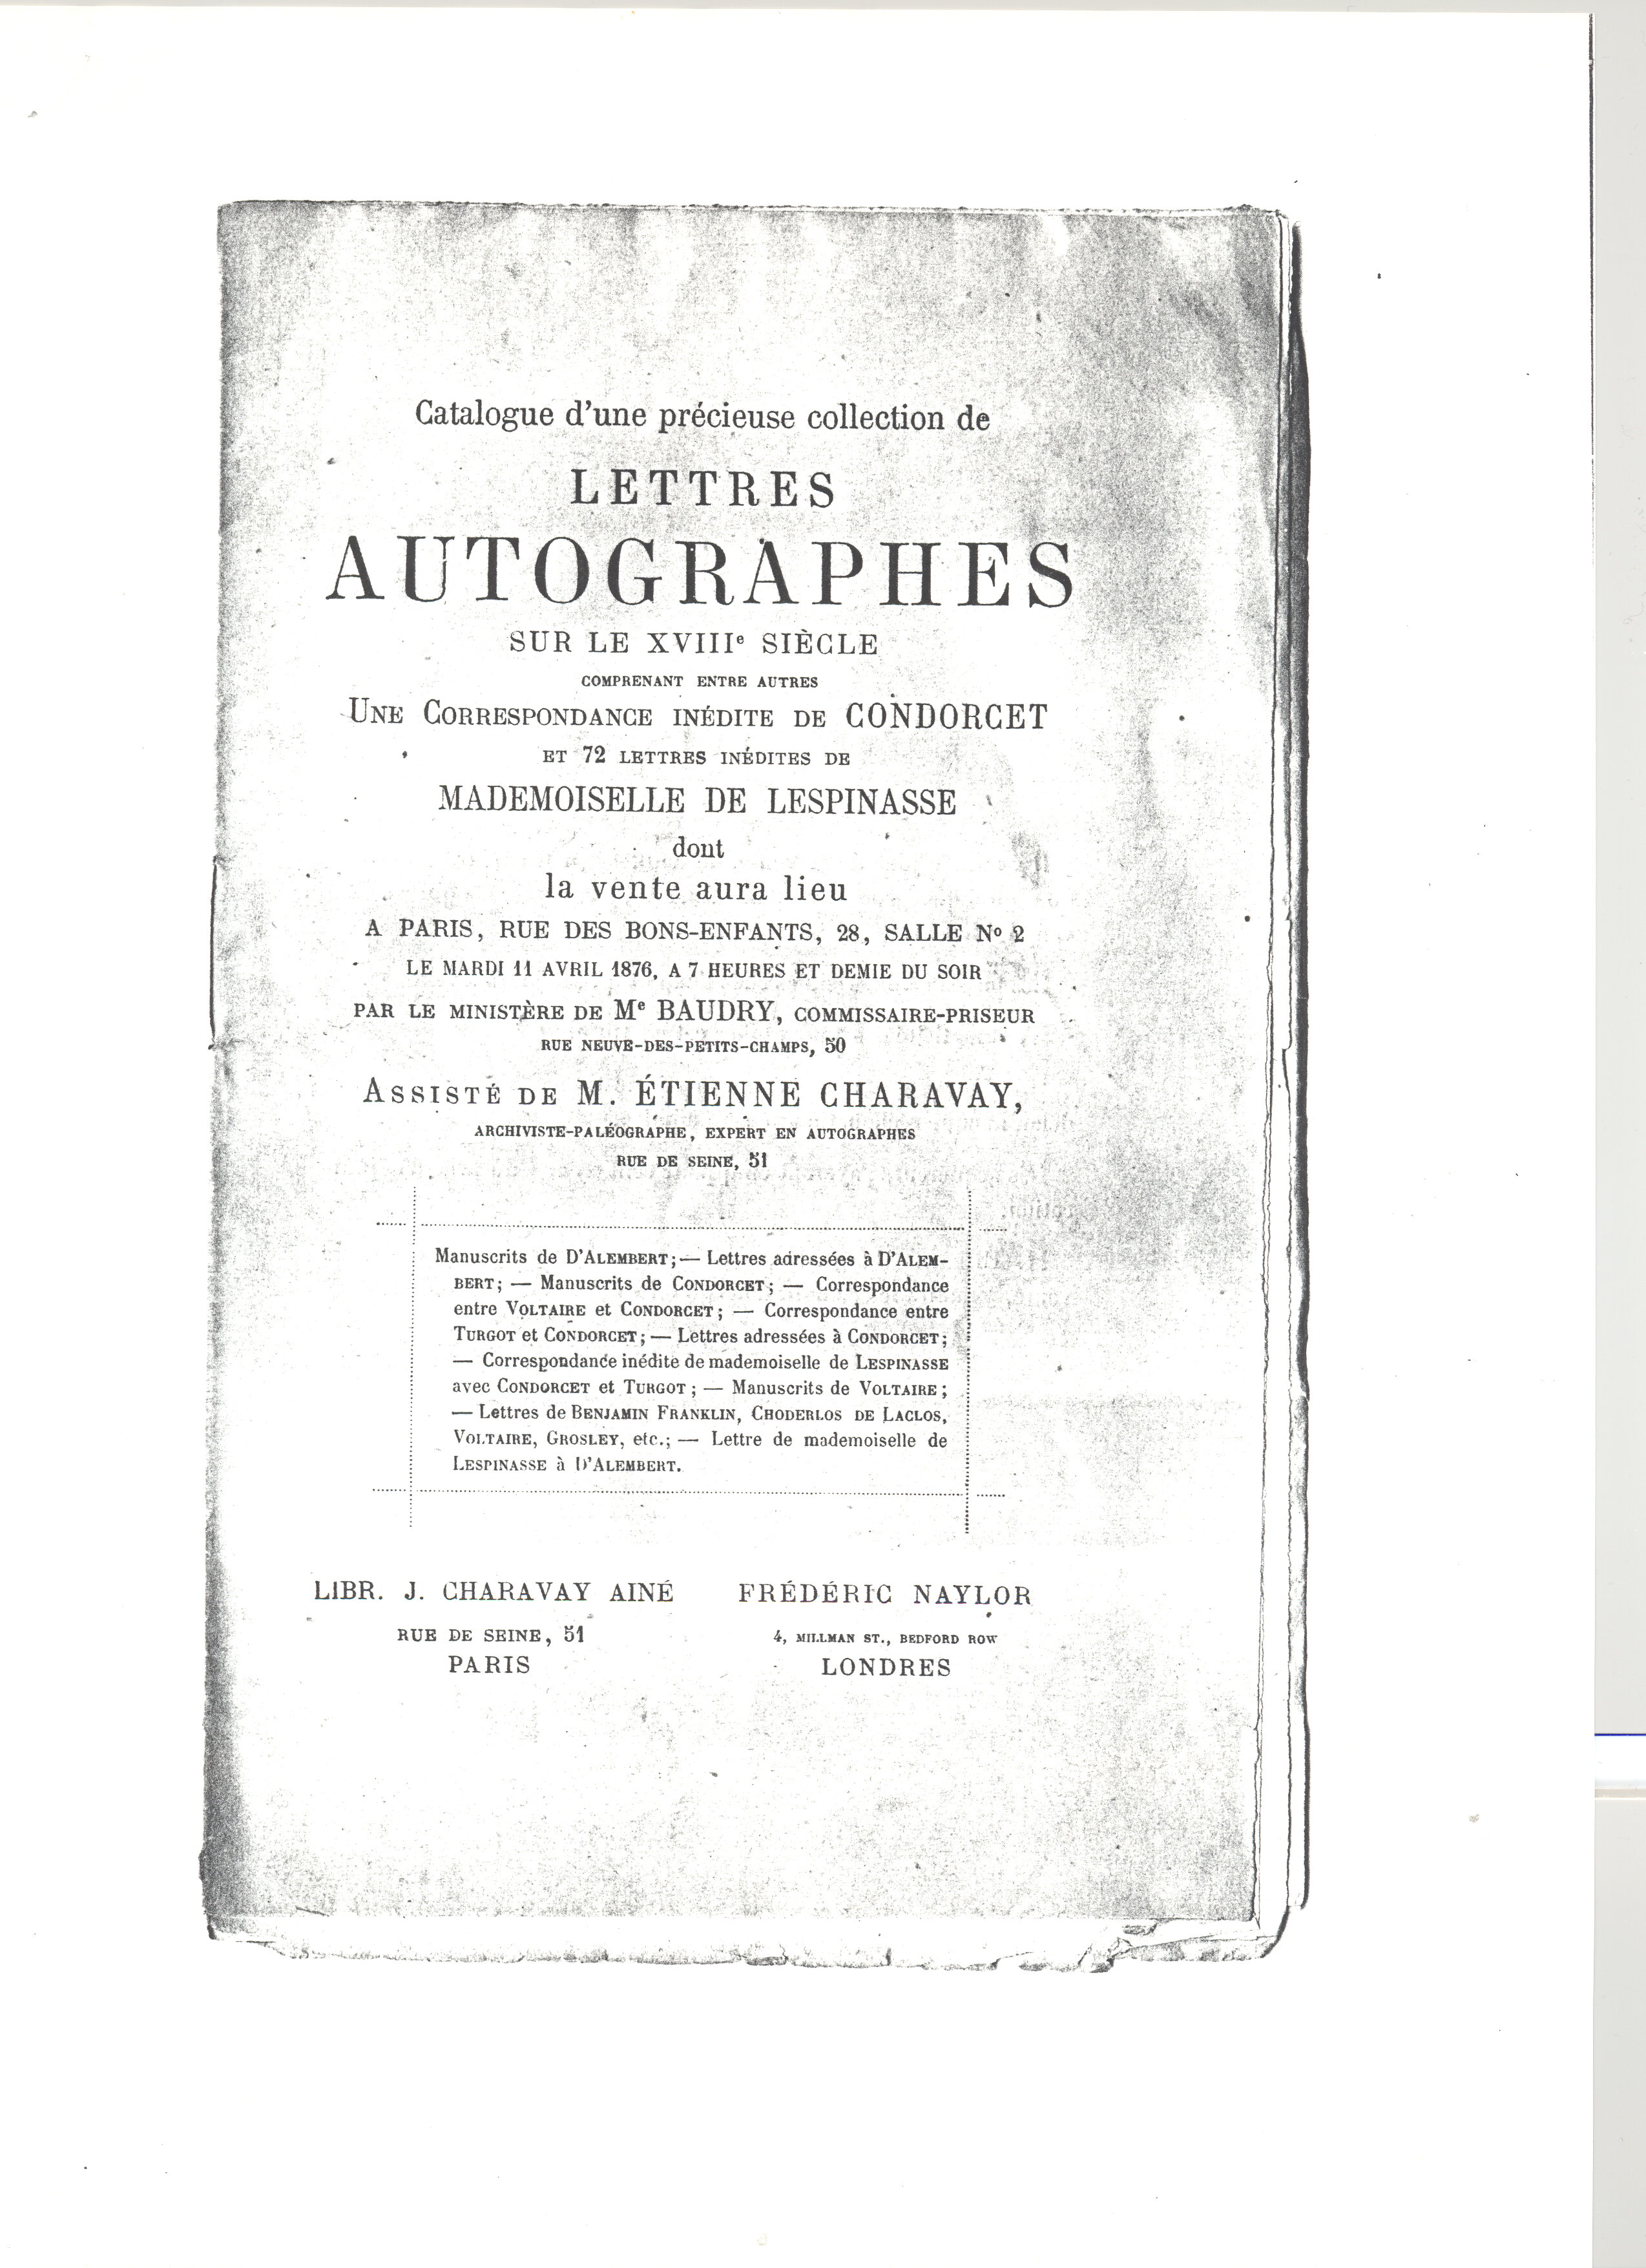 Catalogue d'une précieuse collection de
LETTRES
AUTOGRAPHES
SUR LE XVIIIe SIÈCLE
COMPRENANT ENTRE AUTRES
UNE CORRESPONDANCE INÉDITE DE CONDORCET
ET 72 LETTRES INÉDITES DE
MADEMOISELLE DE LESPINASSE
dont
la vente aura lieu
A PARIS, RUE DES BONS-ENFANTS, 28, SALLE No 2
LE MARDI 11 AVRIL 1876, A 7 HEURES ET DEMIE DU SOIR
PAR LE MINISTÈRE DE Me BAUDRY, COMMISSAIRE-PRISEUR
RUE NEUVE-DES-PETITS-CHAMPS, 50
ASSISTÉ DE M. ÉTIENNE CHARAVAY,
ARCHIVISTE-PALÉOGRAPHE, EXPERT EN AUTOGRAPHES
RUE DE SEINE, 51
Manuscrits de D'ALEMBERT; — Lettres adressées à D'ALEM-
BERT; — Manuscrits de CONDORCET; — Correspondance
entre VOLTAIRE et CONDORCET; — Correspondance entre
TURGOT et CONDORCET; — Lettres adressées à CONDORCET;
— Correspondance inédite de mademoiselle de LESPINASSE
avec CONDORCET et TURGOT; — Manuscrits de VOLTAIRE;
— Lettres de BENJAMIN FRANKLIN, CHODERLOS DE LACLOS,
VOLTAIRE, GROSLEY, etc.; — Lettre de mademoiselle de
LESPINASSE à D'ALEMBERT.
LIBR. J. CHARAVAY AINÉ
RUE DE SEINE, 51
PARIS
FRÉDÉRIC NAYLOR
4, MILLMAN ST., BEDFORD ROW
LONDRES